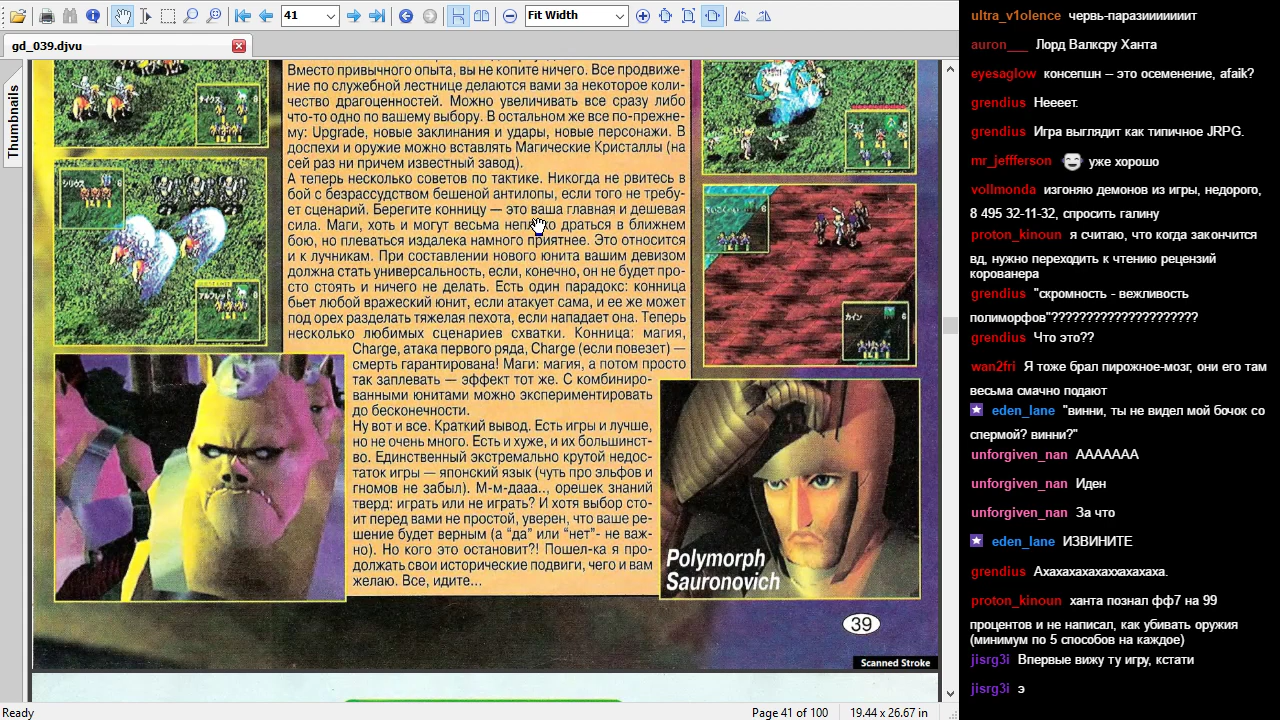 41
Fit Width
gd_039.djvu
Thumbnails
Вместо привычного опыта, вы не копите ничего. Все продвиже-
ние по служебной лестнице делаются вами за некоторое коли-
чество драгоценностей. Можно увеличивать все сразу либо
что-то одно по вашему выбору. В остальном же все по-прежне-
му: Upgrade, новые заклинания и удары, новые персонажи. В
доспехи и оружие можно вставлять Магические Кристаллы (на
сей раз ни причем известный завод).
А теперь несколько советов по тактике. Никогда не рвитесь в
бой с безрассудством бешеной антилопы, если того не требу-
ет сценарий. Берегите конницу — это ваша главная и дешевая
сила. Маги, хоть и могут весьма неплохо драться в ближнем
бою, но плеваться издалека намного приятнее. Это относится
и к лучникам. При составлении нового юнита вашим девизом
должна стать универсальность, если, конечно, он не будет про-
сто стоять и ничего не делать. Есть один парадокс: конница
бьет любой вражеский юнит, если атакует сама, и ее же может
под орех разделать тяжелая пехота, если нападает она. Теперь
несколько любимых сценариев схватки. Конница: магия,
Charge, атака первого ряда, Charge (если повезет) —
смерть гарантирована! Маги: магия, а потом просто
так заплевать — эффект тот же. С комбиниро-
ванными юнитами можно экспериментировать
до бесконечности.
Ну вот и все. Краткий вывод. Есть игры и лучше,
но не очень много. Есть и хуже, и их большинст-
во. Единственный экстремально крутой недос-
таток игры — японский язык (чуть про эльфов и
гномов не забыл). М-м-дааа.., орешек знаний
тверд: играть или не играть? И хотя выбор сто-
ит перед вами не простой, уверен, что ваше ре-
шение будет верным (а “да” или “нет”- не важ-
но). Но кого это остановит?! Пошел-ка я про-
должать свои исторические подвиги, чего и вам
желаю. Все, идите...
シリウス
アルフレッド
カイン
Polymorph
Sauronovich
39
Scanned Stroke
Ready
Page 41 of 100
19.44 x 26.67 in
ultra_v1olence червь-паразиииииит
auron___ Лорд Валксру Ханта
eyesaglow консепшн -- это осеменение, afaik?
grendius Неееет.
grendius Игра выглядит как типичное JRPG.
mr_jeffferson уже хорошо
vollmonda изгоняю демонов из игры, недорого,
8 495 32-11-32, спросить галину
proton_kinoun я считаю, что когда закончится
вд, нужно переходить к чтению рецензий
корованера
grendius "скромность - вежливость
полиморфов"?????????????????????
grendius Что это??
wan2fri Я тоже брал пирожное-мозг, они его там
весьма смачно подают
eden_lane "винни, ты не видел мой бочок со
спермой? винни?"
unforgiven_nan ААААААА
unforgiven_nan Иден
unforgiven_nan За что
eden_lane ИЗВИНИТЕ
grendius Ахахахахахаххахахаха.
proton_kinoun ханта познал фф7 на 99
процентов и не написал, как убивать оружия
(минимум по 5 способов на каждое)
jisrg3i Впервые вижу ту игру, кстати
jisrg3i э